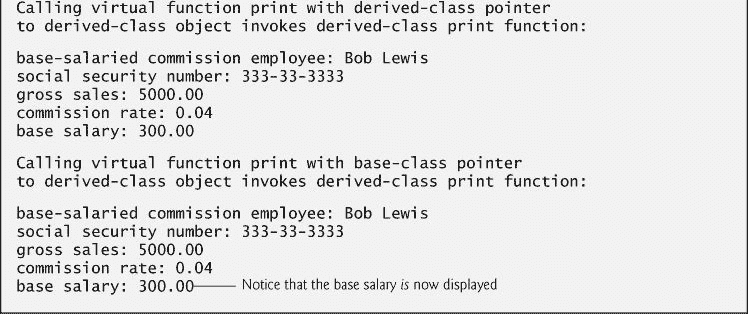 Calling virtual function print with derived-class pointer
to derived-class object invokes derived-class print function:
base-salaried commission employee: Bob Lewis
social security number: 333-33-3333
gross sales: 5000.00
commission rate: 0.04
base salary: 300.00
Calling virtual function print with base-class pointer
to derived-class object invokes derived-class print function:
base-salaried commission employee: Bob Lewis
social security number: 333-33-3333
gross sales: 5000.00
commission rate: 0.04
base salary: 300.00 Notice that the base salary is now displayed